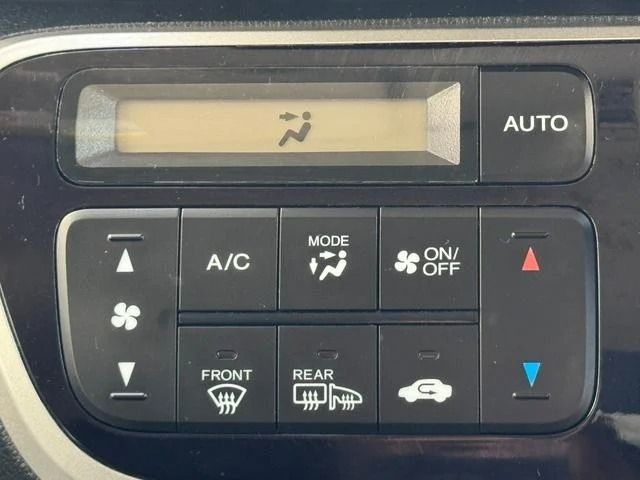 AUTO
A/C
MODE
ON/
OFF
FRONT
REAR